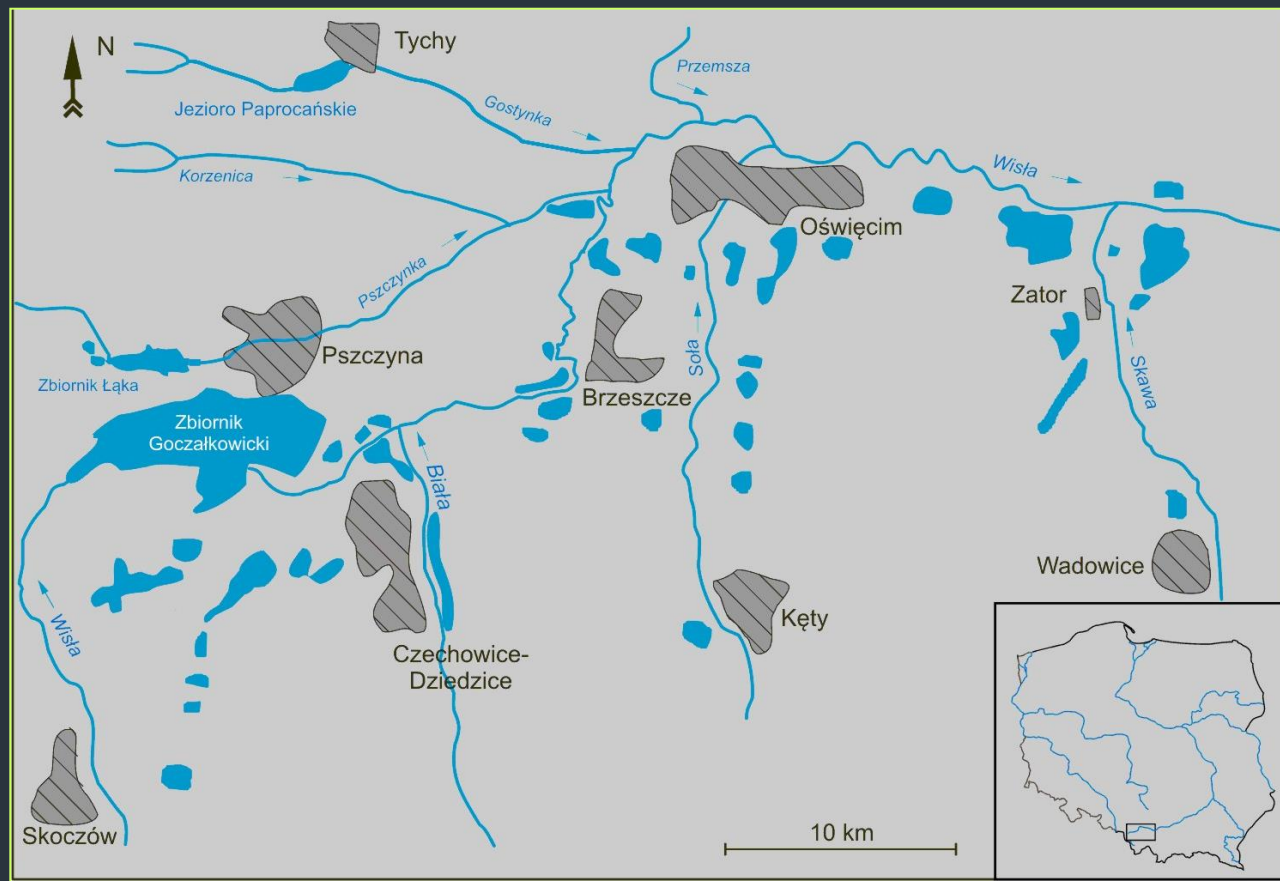 N
Tychy
Przemsza
Jezioro Paprocańskie
Gostynka
Korzenica
Wisła
Oświęcim
Pszczynka
Zator
Pszczyna
Soła
Skawa
Zbiornik Łąka
Brzeszcze
Zbiornik
Goczałkowicki
Biała
Wadowice
Wisła
Kęty
Czechowice-
Dziedzice
Skoczów
10 km